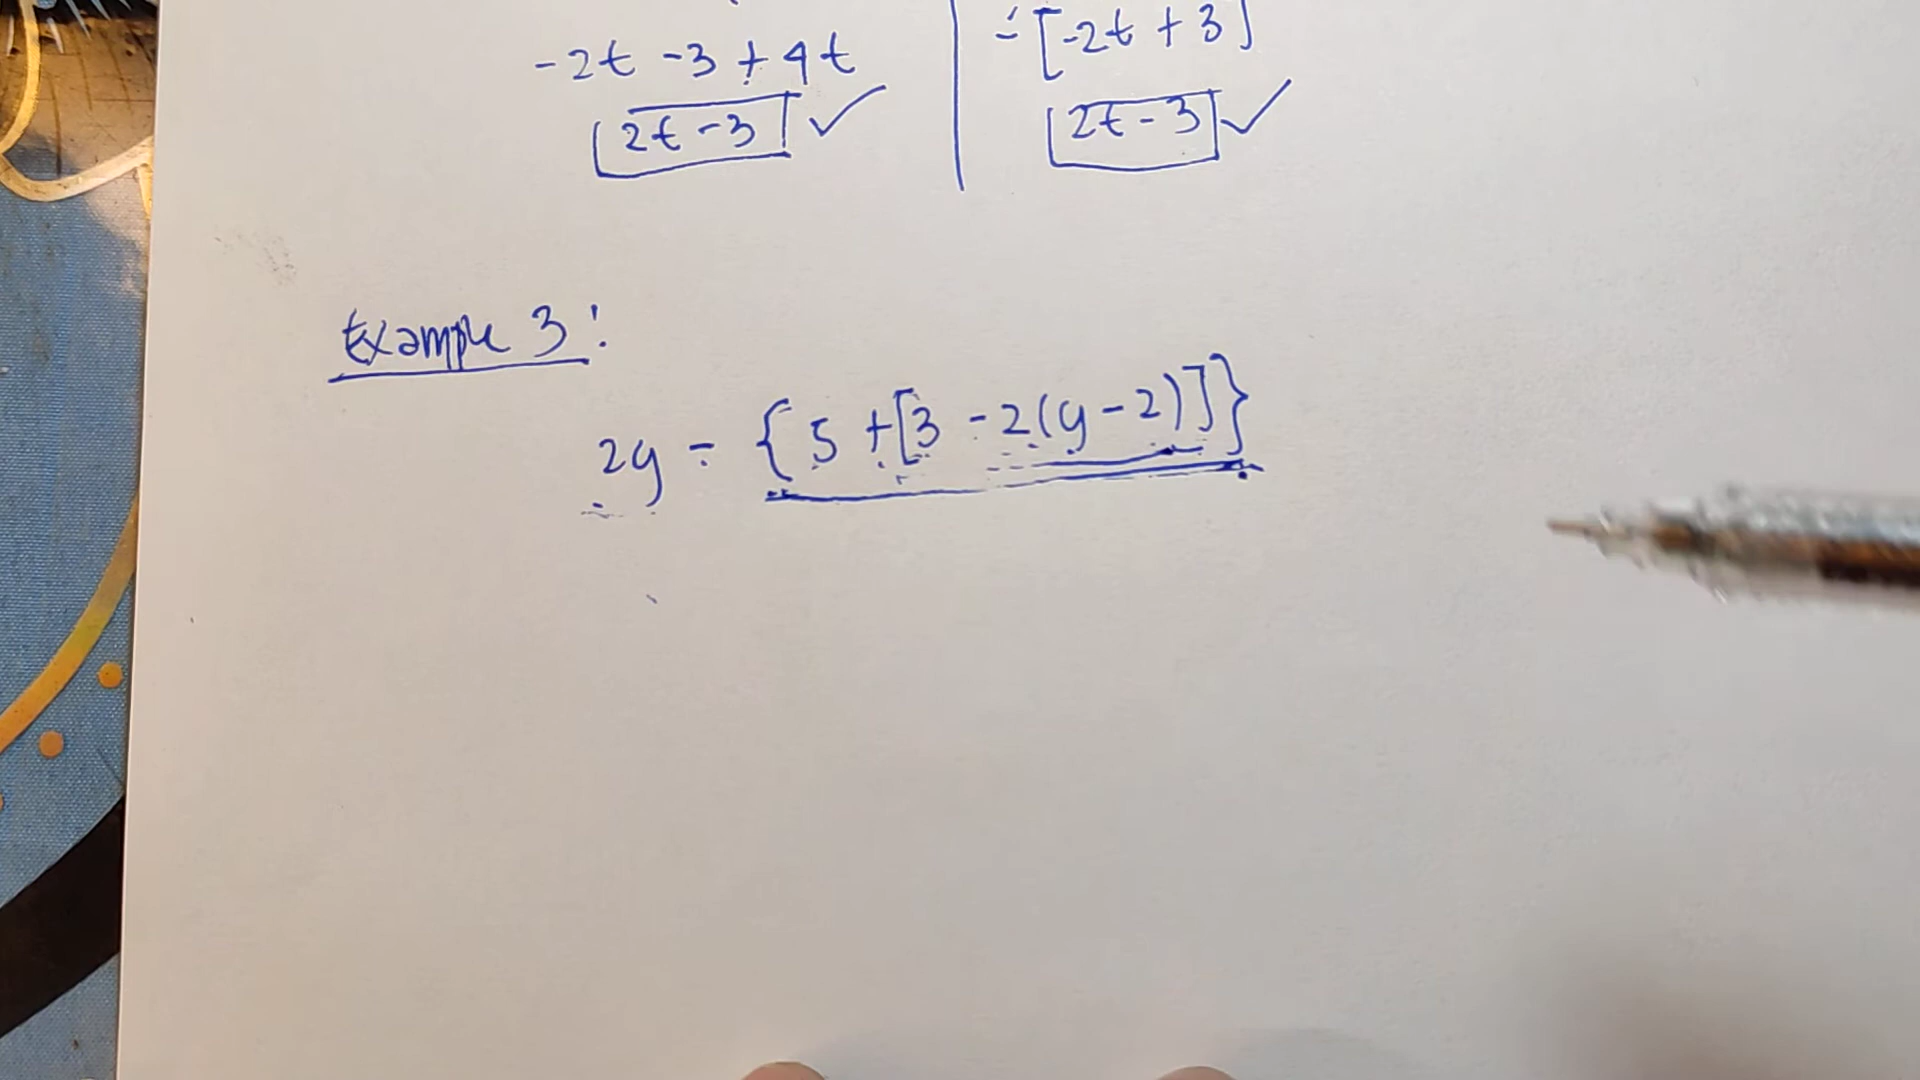 -2t -3 + 4t
2t - 3 ✓
-[-2t + 3]
2t - 3 ✓
Example 3:
2y - {5 + [3 - 2(y - 2)]}